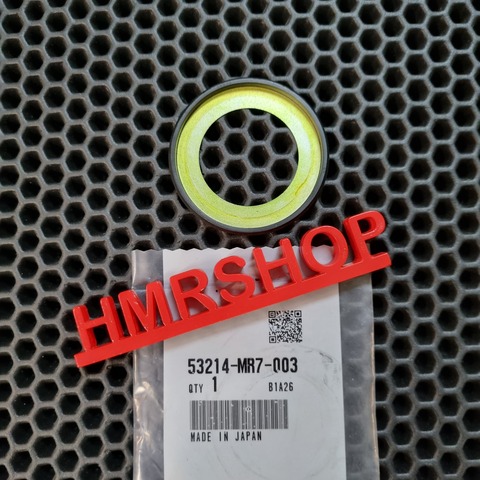 HMRSHOP
53214-MR7-003
QTY 1 B1A26
MADE IN JAPAN